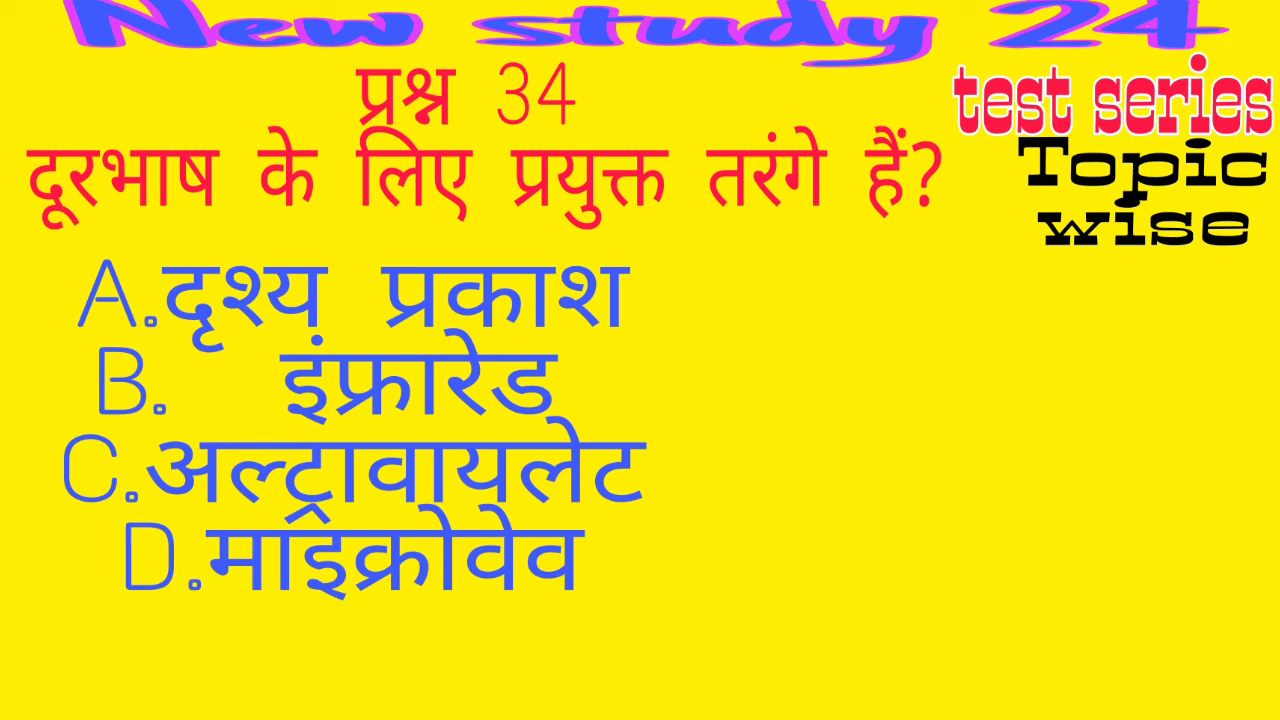 New study 24
test series
Topic
wise
प्रश्न 34
दूरभाष के लिए प्रयुक्त तरंगे हैं?
A.दृश्य प्रकाश
B. इंफ्रारेड
C.अल्ट्रावायलेट
D.माइक्रोवेव